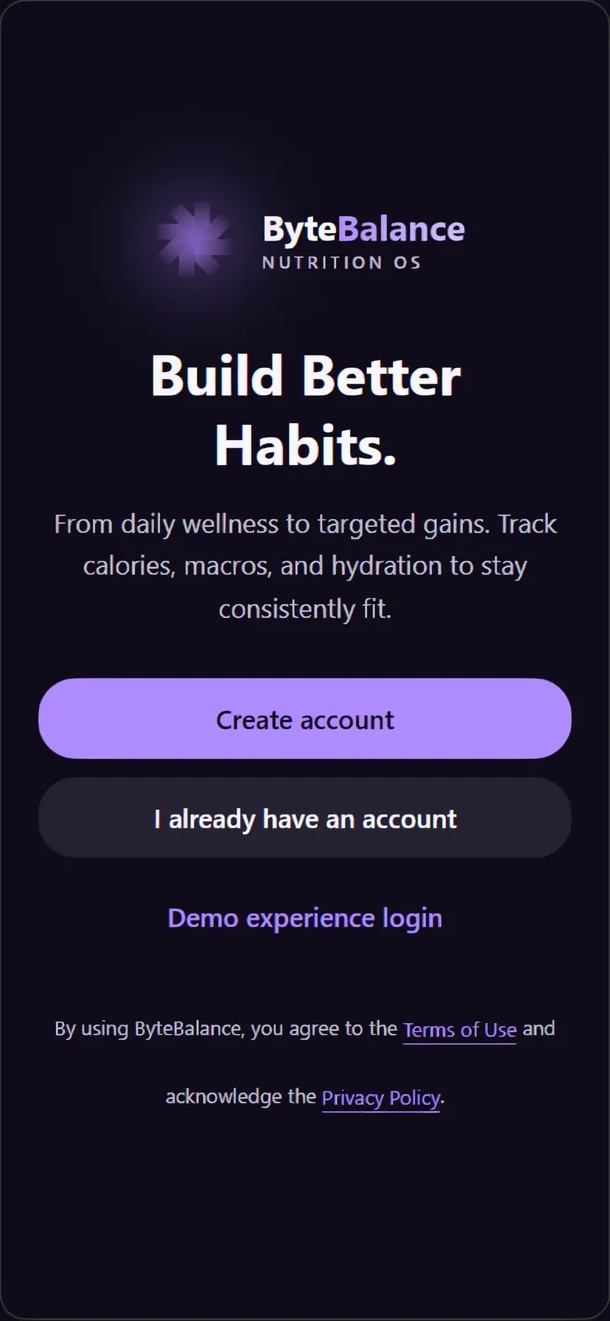 ByteBalance
NUTRITION OS
Build Better
Habits.
From daily wellness to targeted gains. Track
calories, macros, and hydration to stay
consistently fit.
Create account
I already have an account
Demo experience login
By using ByteBalance, you agree to the Terms of Use and
acknowledge the Privacy Policy.